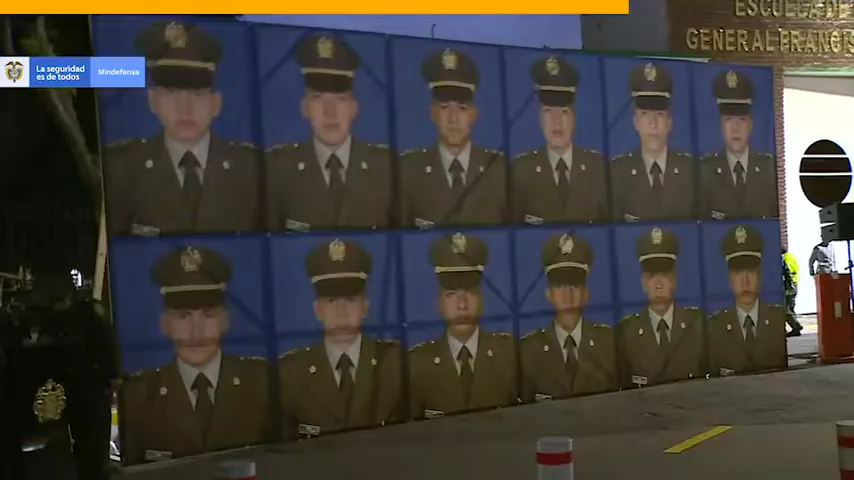 ESCUELA DE
GENERAL FRANCIS
La seguridad
es de todos
Mindefensa